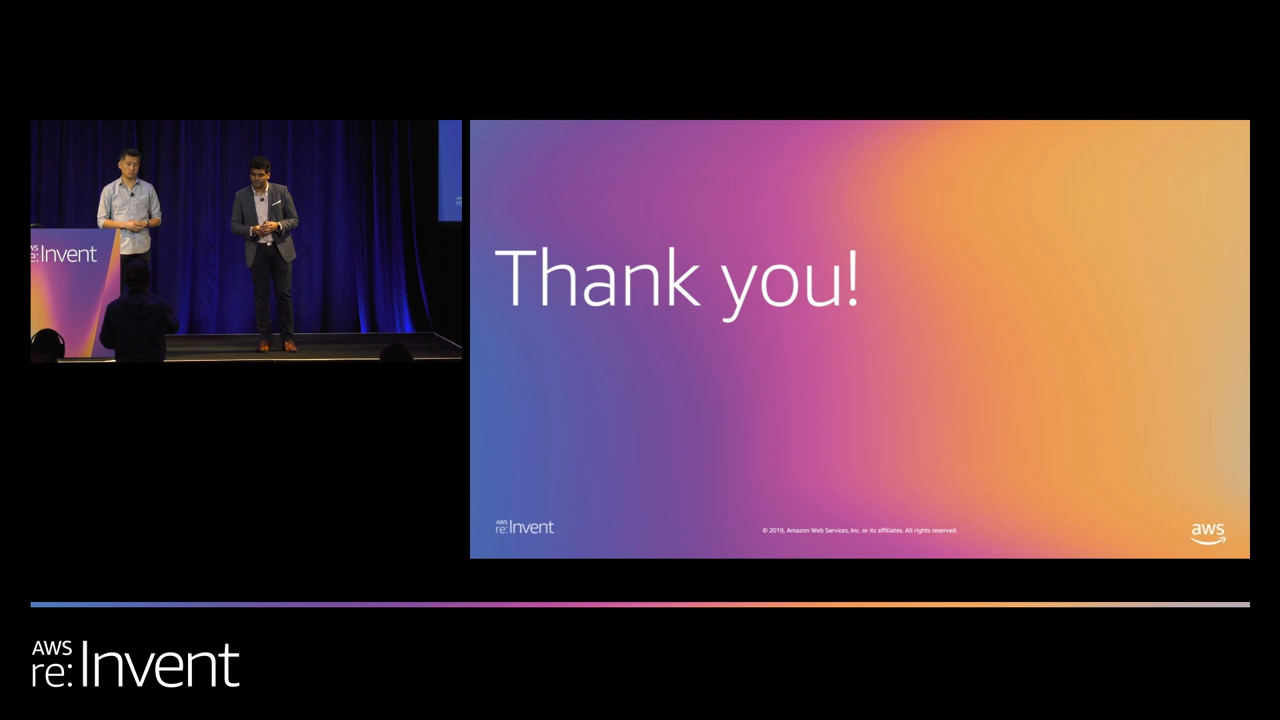 AWS
re:Invent
Thank you!
AWS
re:Invent
© 2019, Amazon Web Services, Inc. or its affiliates. All rights reserved.
aws
AWS
re:Invent